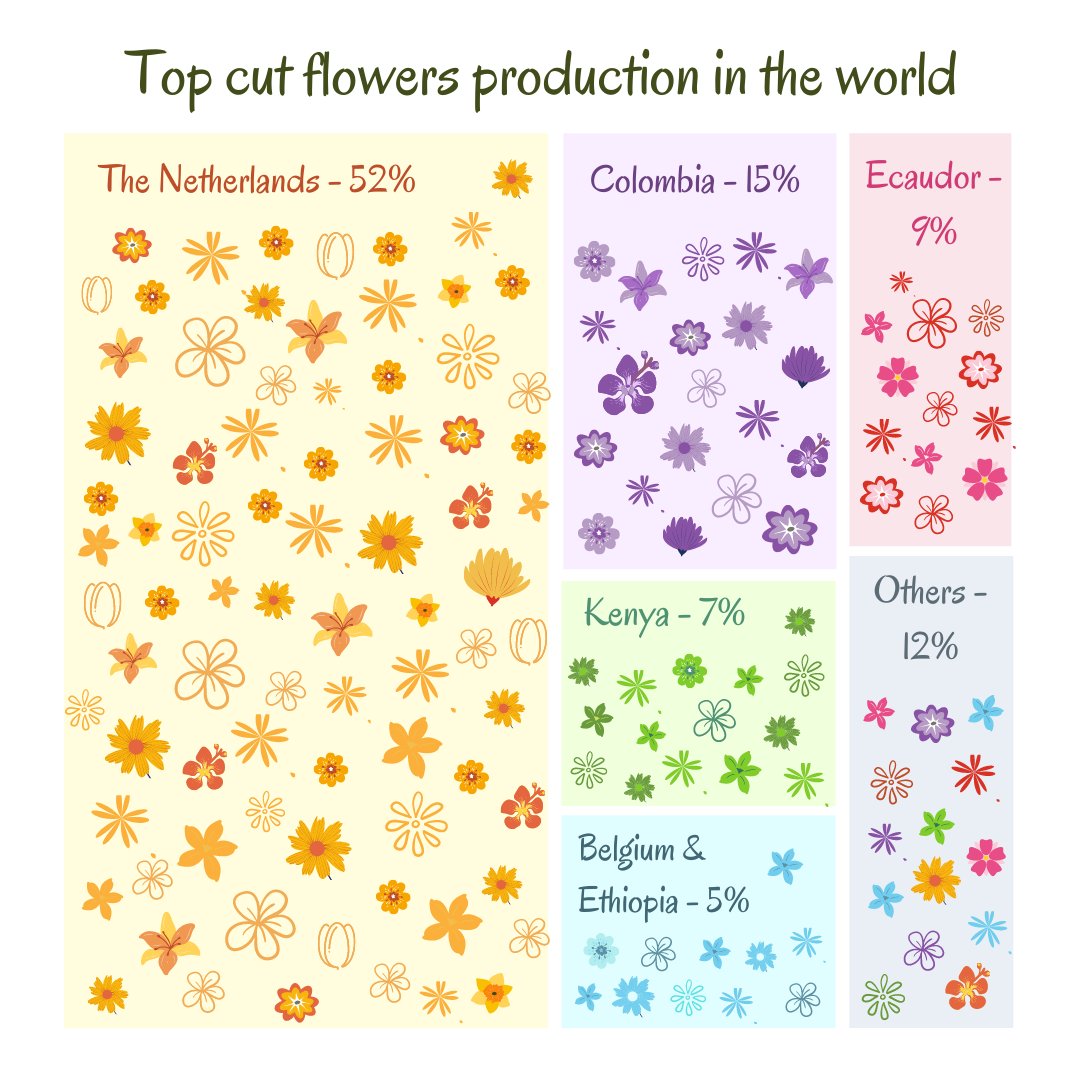 Top cut flowers production in the world
The Netherlands - 52%
Colombia - 15%
Ecaudor -
9%
Kenya - 7%
Others -
12%
Belgium &
Ethiopia - 5%